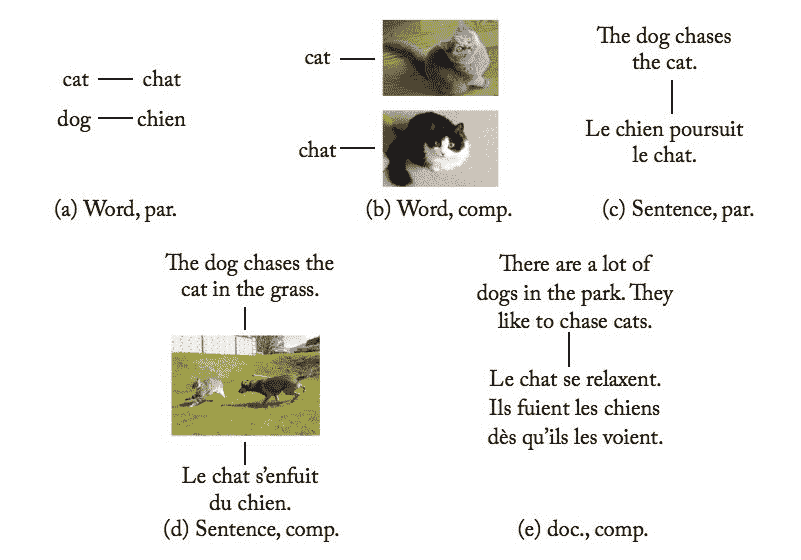 cat — chat
dog — chien
(a) Word, par.
cat
chat
(b) Word, comp.
The dog chases
the cat.
Le chien poursuit
le chat.
(c) Sentence, par.
The dog chases the
cat in the grass.
Le chat s'enfuit
du chien.
(d) Sentence, comp.
There are a lot of
dogs in the park. They
like to chase cats.
Le chat se relaxent.
Ils fuient les chiens
dès qu'ils les voient.
(e) doc., comp.